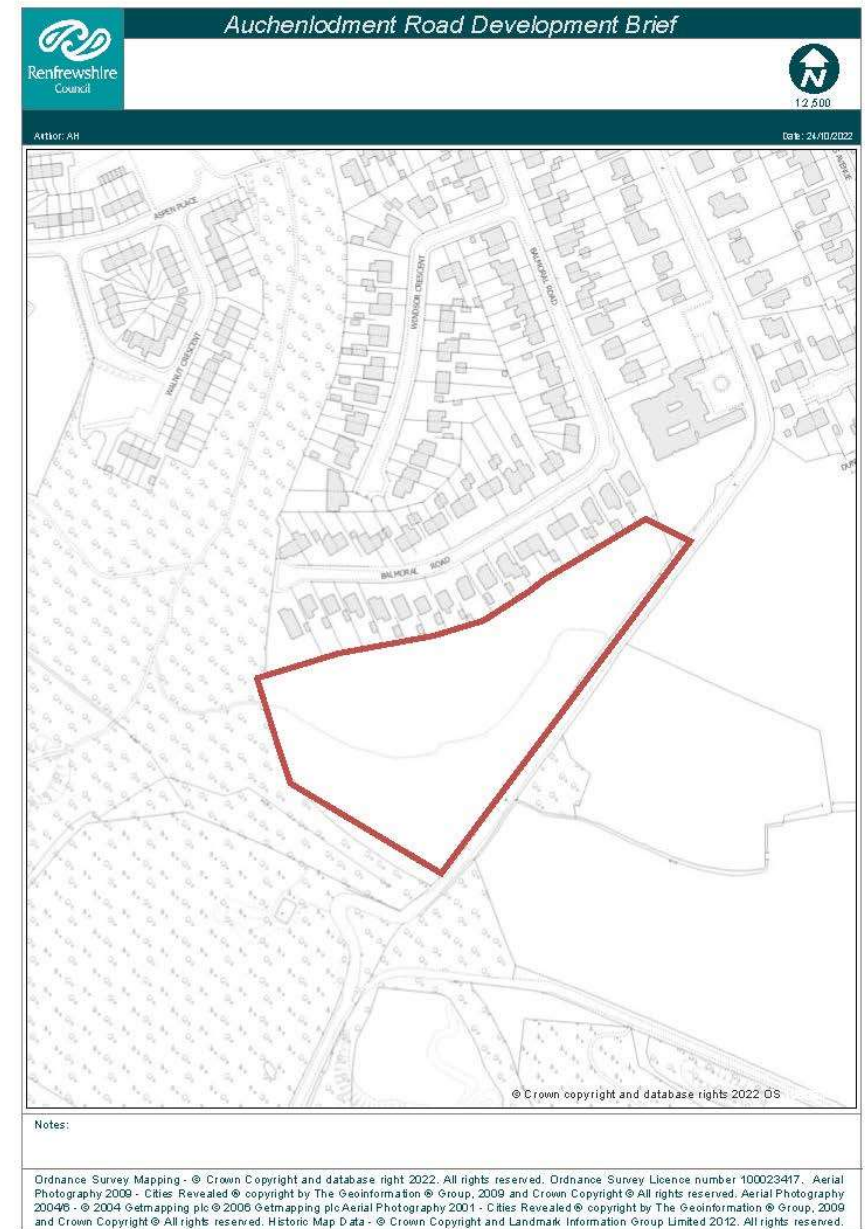 Auchenlodment Road Development Brief
Renfrewshire
Council
N
1:2,500
Author: AH
Date: 24/10/2022
ASPEN PLACE
WALNUT CRESCENT
WINDSOR CRESCENT
BALMORAL ROAD
AVENUE
BALMORAL ROAD
© Crown copyright and database rights 2022 OS
Notes:
Ordnance Survey Mapping - © Crown Copyright and database right 2022. All rights reserved. Ordnance Survey Licence number 100023417. Aerial
Photography 2009 - Cities Revealed ® copyright by The Geoinformation ® Group, 2009 and Crown Copyright © All rights reserved. Aerial Photography
2004/6 - © 2004 Getmapping plc © 2006 Getmapping plc Aerial Photography 2001 - Cities Revealed ® copyright by The Geoinformation ® Group, 2009
and Crown Copyright © All rights reserved. Historic Map Data - © Crown Copyright and Landmark Information Group Limited 2012. All rights reserved.